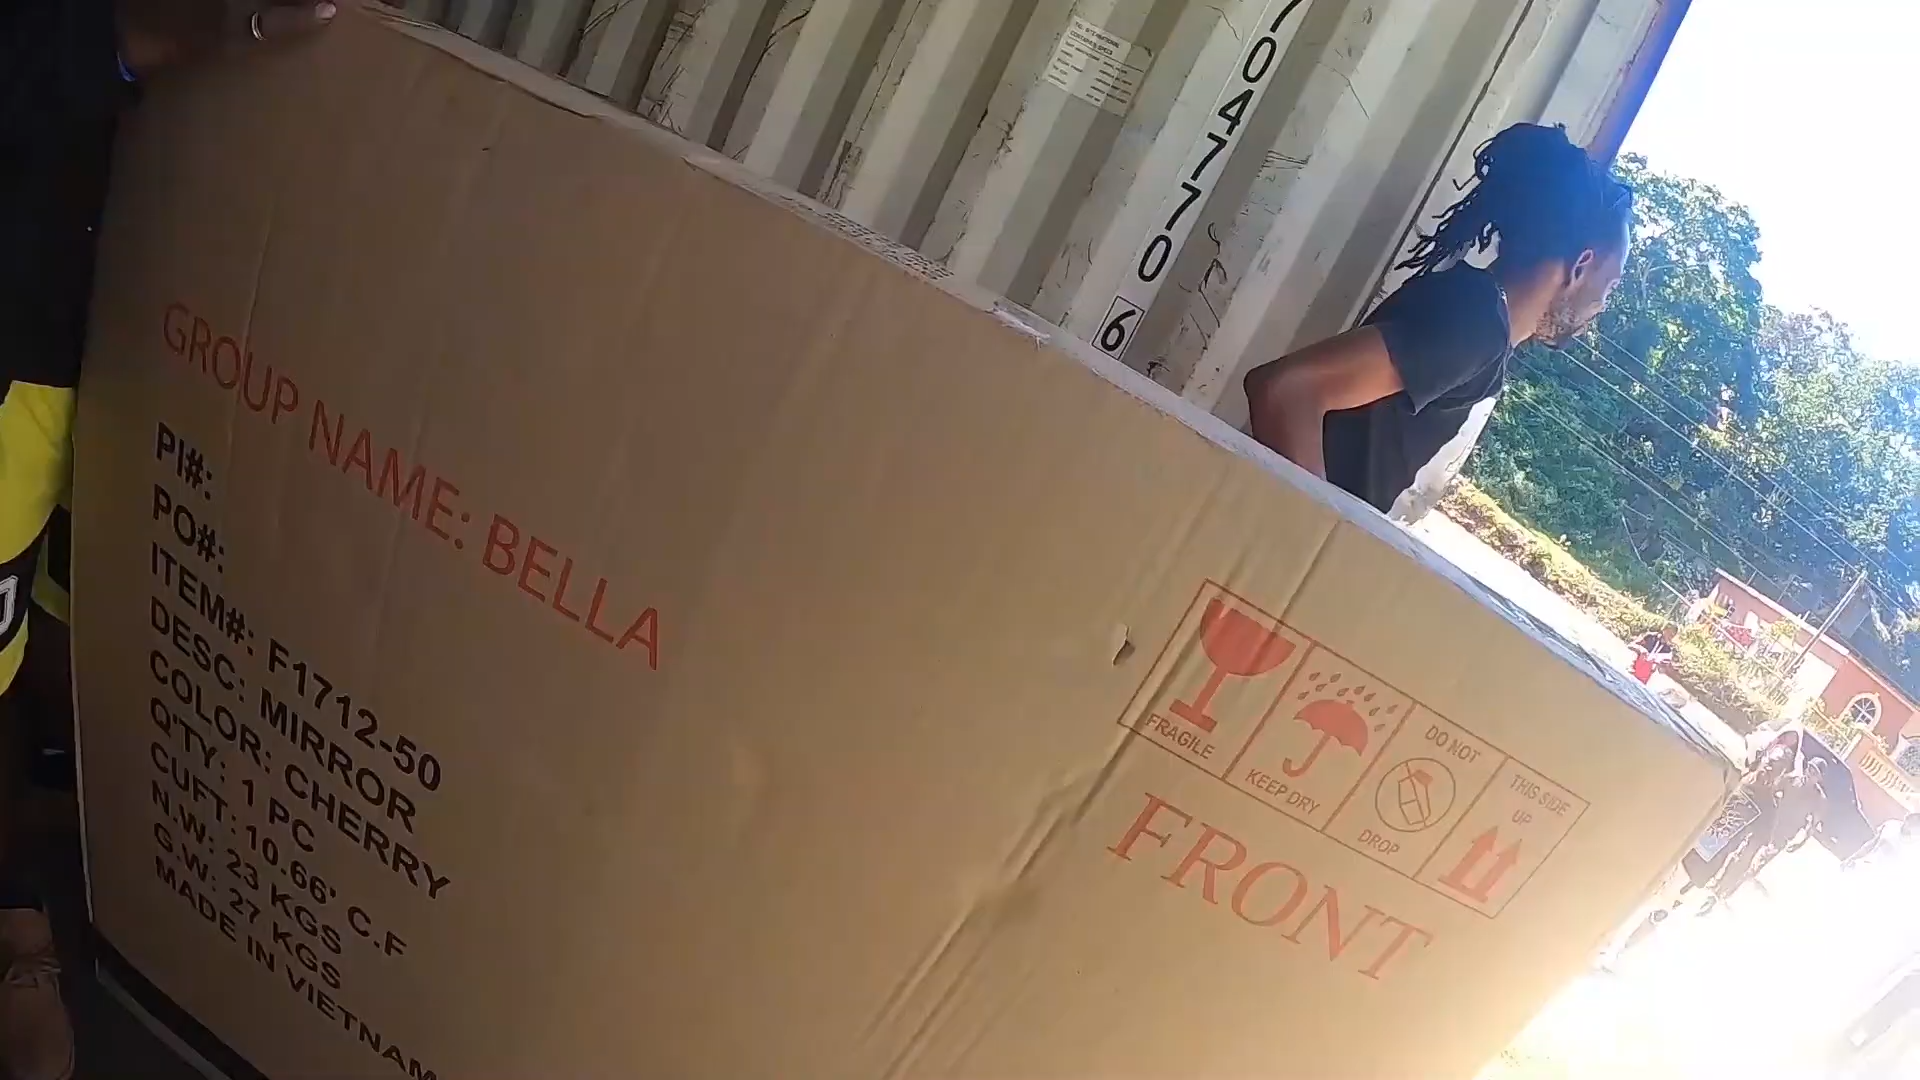 GROUP NAME: BELLA
PI#:
PO#:
ITEM#: F1712-50
DESC: MIRROR
COLOR: CHERRY
Q'TY: 1 PC
CUFT: 10.66' C.F
N.W: 23 KGS
G.W: 27 KGS
MADE IN VIETNAM
FRAGILE
KEEP DRY
DO NOT
DROP
THIS SIDE
UP
FRONT
704770
6